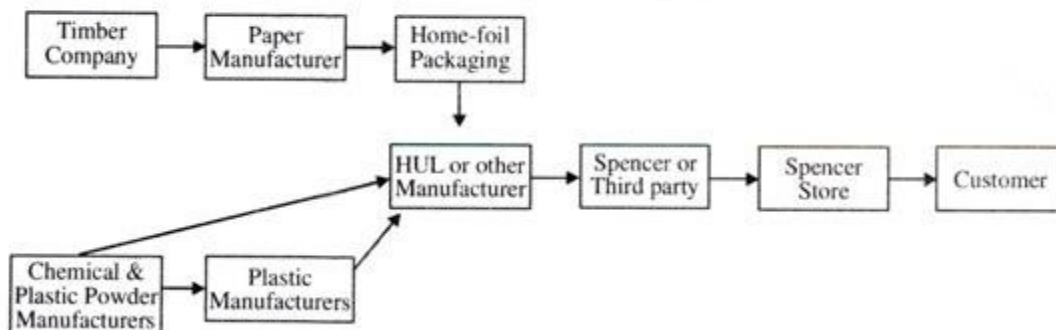 Timber
Company
Paper
Manufacturer
Home-foil
Packaging
HUL or other
Manufacturer
Spencer or
Third party
Spencer
Store
Customer
Chemical &
Plastic Powder
Manufacturers
Plastic
Manufacturers